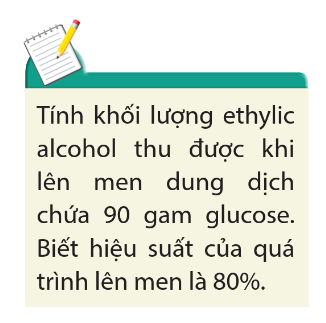 Tính khối lượng ethylic
alcohol thu được khi
lên men dung dịch
chứa 90 gam glucose.
Biết hiệu suất của quá
trình lên men là 80%.